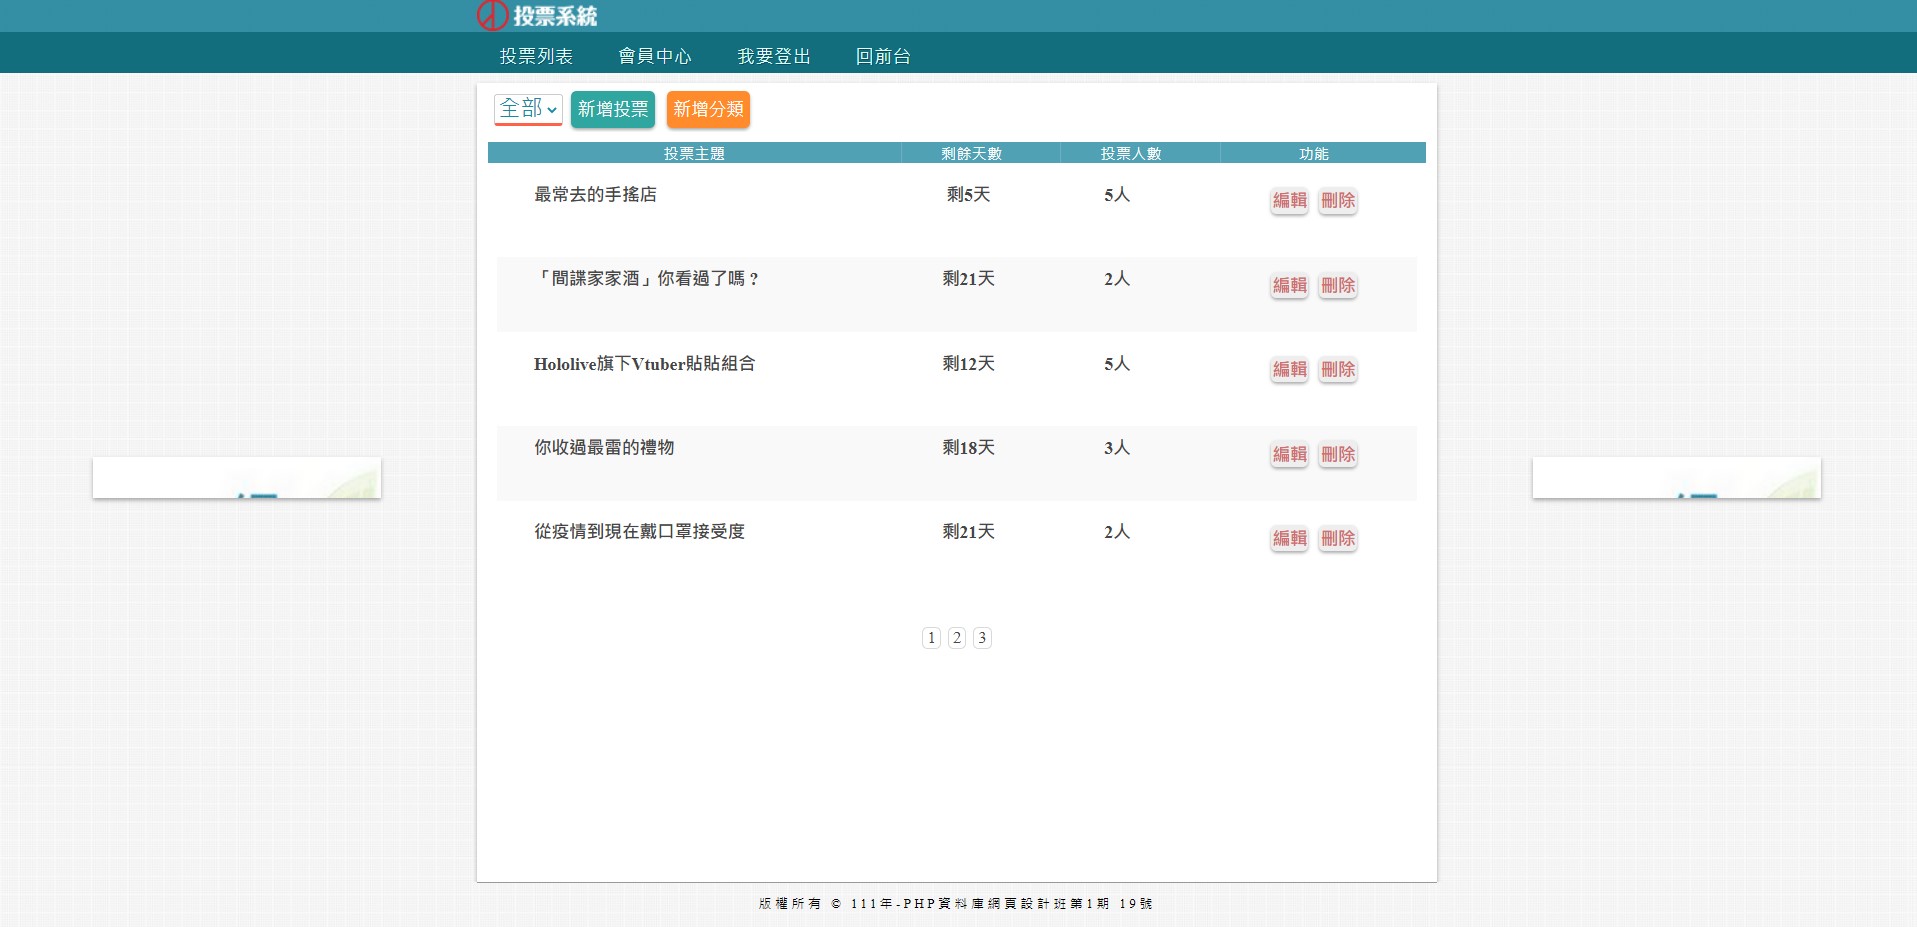 投票系統
投票列表 會員中心 我要登出 回前台
全部 新增投票 新增分類
投票主題 剩餘天數 投票人數 功能
最常去的手搖店 剩5天 5人 編輯 刪除
「間諜家家酒」你看過了嗎？ 剩21天 2人 編輯 刪除
Hololive旗下Vtuber貼貼組合 剩12天 5人 編輯 刪除
你收過最雷的禮物 剩18天 3人 編輯 刪除
從疫情到現在戴口罩接受度 剩21天 2人 編輯 刪除
1 2 3
版權所有 © 111年-PHP資料庫網頁設計班第1期 19號